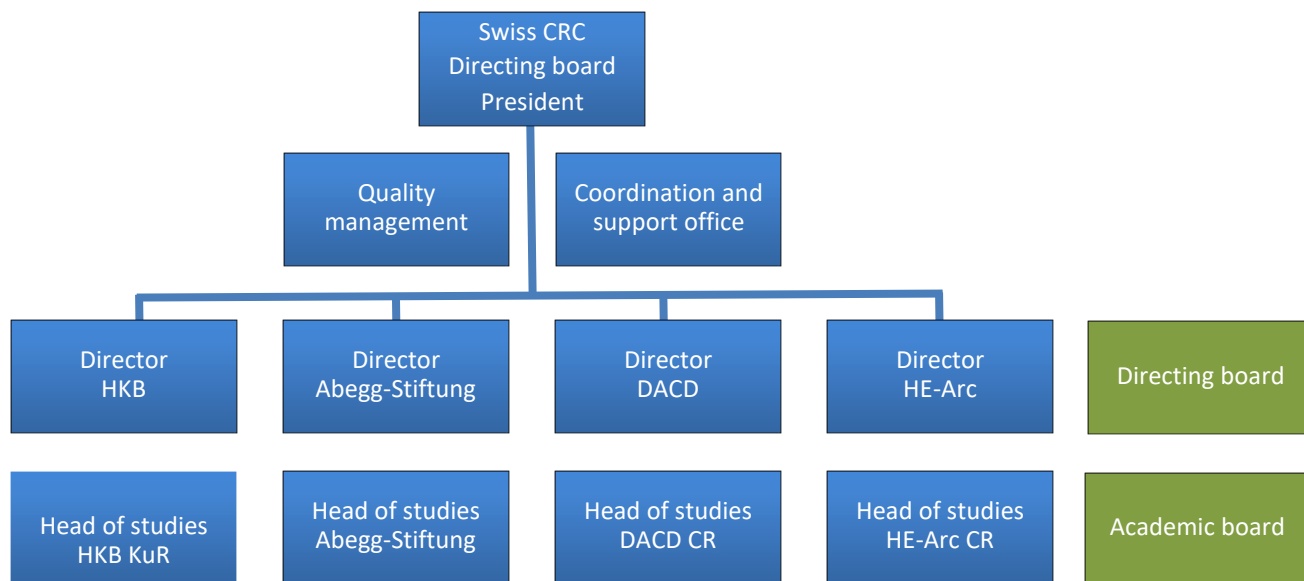 Swiss CRC
Directing board
President
Quality
management
Coordination and
support office
Director
HKB
Director
Abegg-Stiftung
Director
DACD
Director
HE-Arc
Directing board
Head of studies
HKB KuR
Head of studies
Abegg-Stiftung
Head of studies
DACD CR
Head of studies
HE-Arc CR
Academic board